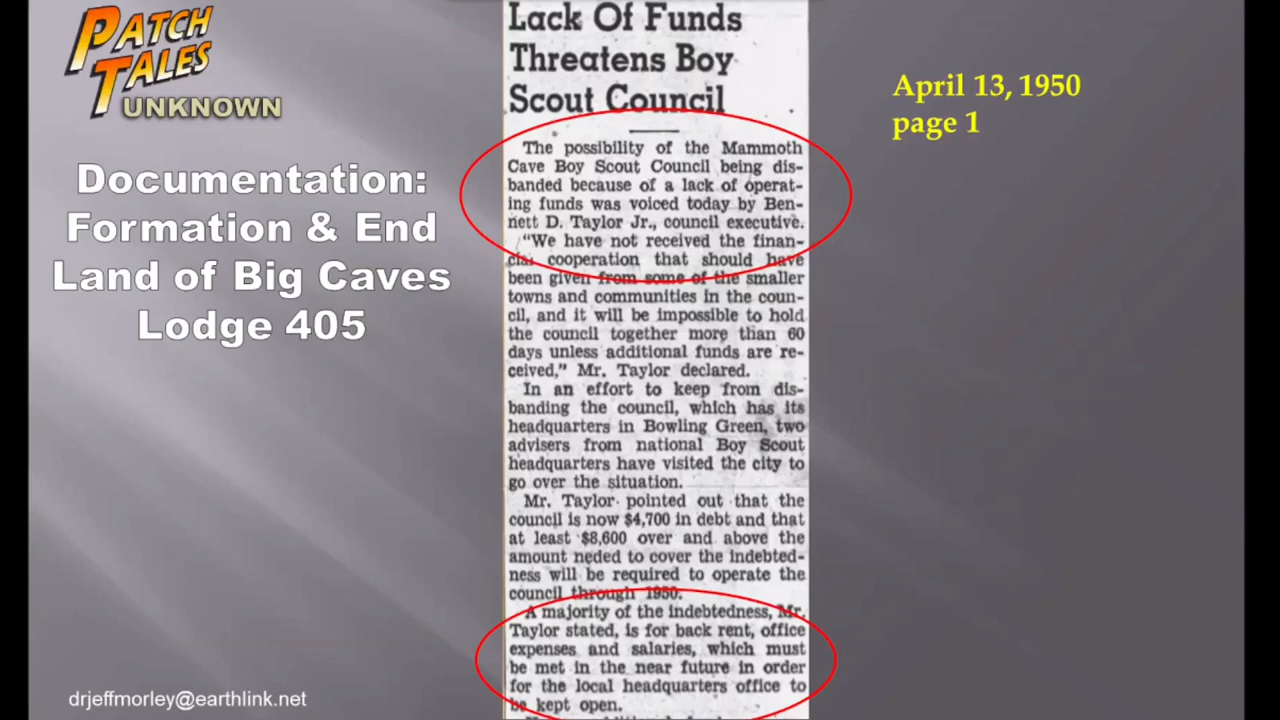 PATCH
TALES
UNKNOWN
Documentation:
Formation & End
Land of Big Caves
Lodge 405
drjeffmorley@earthlink.net
Lack Of Funds
Threatens Boy
Scout Council
The possibility of the Mammoth
Cave Boy Scout Council being dis-
banded because of a lack of operat-
ing funds was voiced today by Ben-
nett D. Taylor Jr., council executive.
"We have not received the finan-
cial cooperation that should have
been given from some of the smaller
towns and communities in the coun-
cil, and it will be impossible to hold
the council together more than 60
days unless additional funds are re-
ceived," Mr. Taylor declared.
In an effort to keep from dis-
banding the council, which has its
headquarters in Bowling Green, two
advisers from national Boy Scout
headquarters have visited the city to
go over the situation.
Mr. Taylor pointed out that the
council is now $4,700 in debt and that
at least $8,600 over and above the
amount neded to cover the indebted-
ness will be required to operate the
council through 1950.
A majority of the indebtedness, Mr.
Taylor stated, is for back rent, office
expenses and salaries, which must
be met in the near future in order
for the local headquarters office to
be kept open.
April 13, 1950
page 1